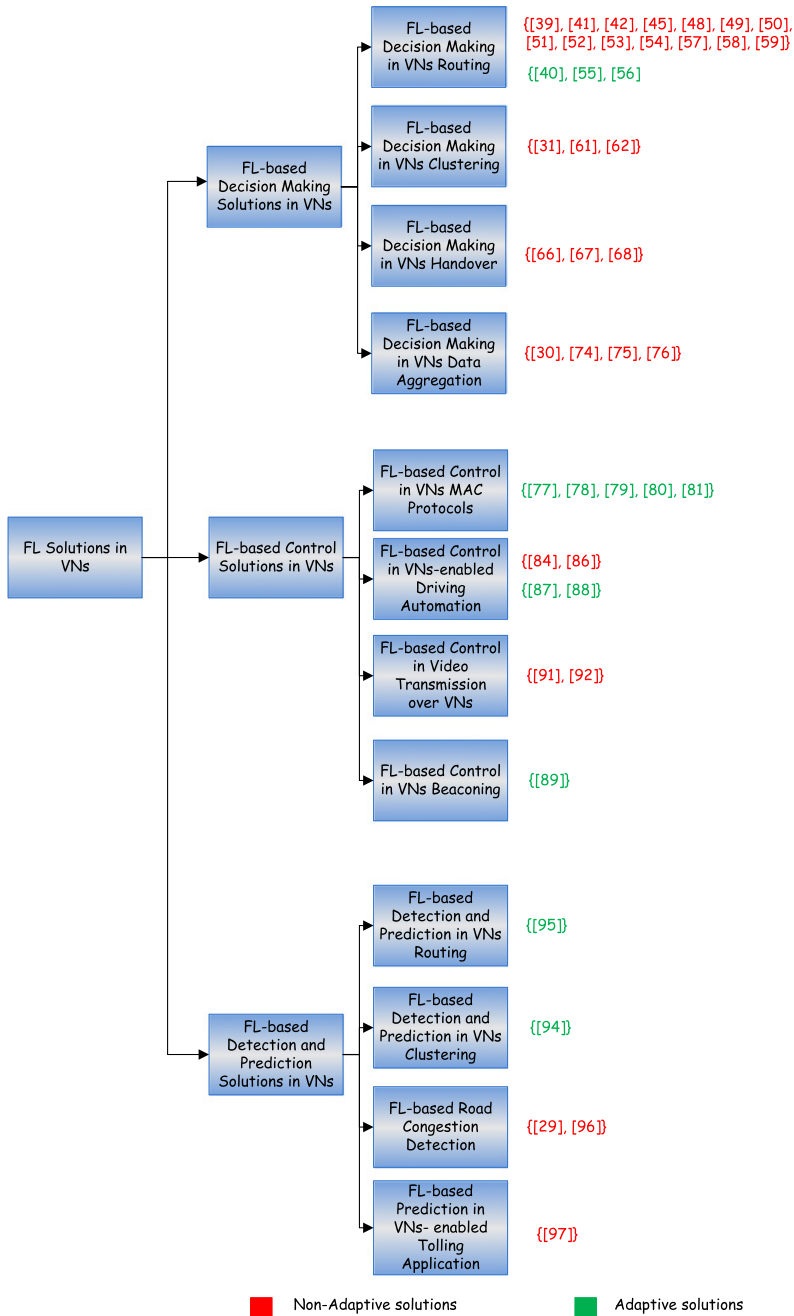 FL Solutions in
VNs
FL-based
Decision Making
Solutions in VNs
FL-based
Decision Making
in VNs Routing
{[39], [41], [42], [45], [48], [49], [50],
[51], [52], [53], [54], [57], [58], [59]}
{[40], [55], [56]
FL-based
Decision Making
in VNs Clustering
{[31], [61], [62]}
FL-based
Decision Making
in VNs Handover
{[66], [67], [68]}
FL-based
Decision Making
in VNs Data
Aggregation
{[30], [74], [75], [76]}
FL-based Control
Solutions in VNs
FL-based Control
in VNs MAC
Protocols
{[77], [78], [79], [80], [81]}
FL-based Control
in VNs-enabled
Driving
Automation
{[84], [86]}
{[87], [88]}
FL-based Control
in Video
Transmission
over VNs
{[91], [92]}
FL-based Control
in VNs Beaconing
{[89]}
FL-based
Detection and
Prediction
Solutions in VNs
FL-based
Detection and
Prediction in VNs
Routing
{[95]}
FL-based
Detection and
Prediction in VNs
Clustering
{[94]}
FL-based Road
Congestion
Detection
{[29], [96]}
FL-based
Prediction in
VNs- enabled
Tolling
Application
{[97]}
Non-Adaptive solutions
Adaptive solutions